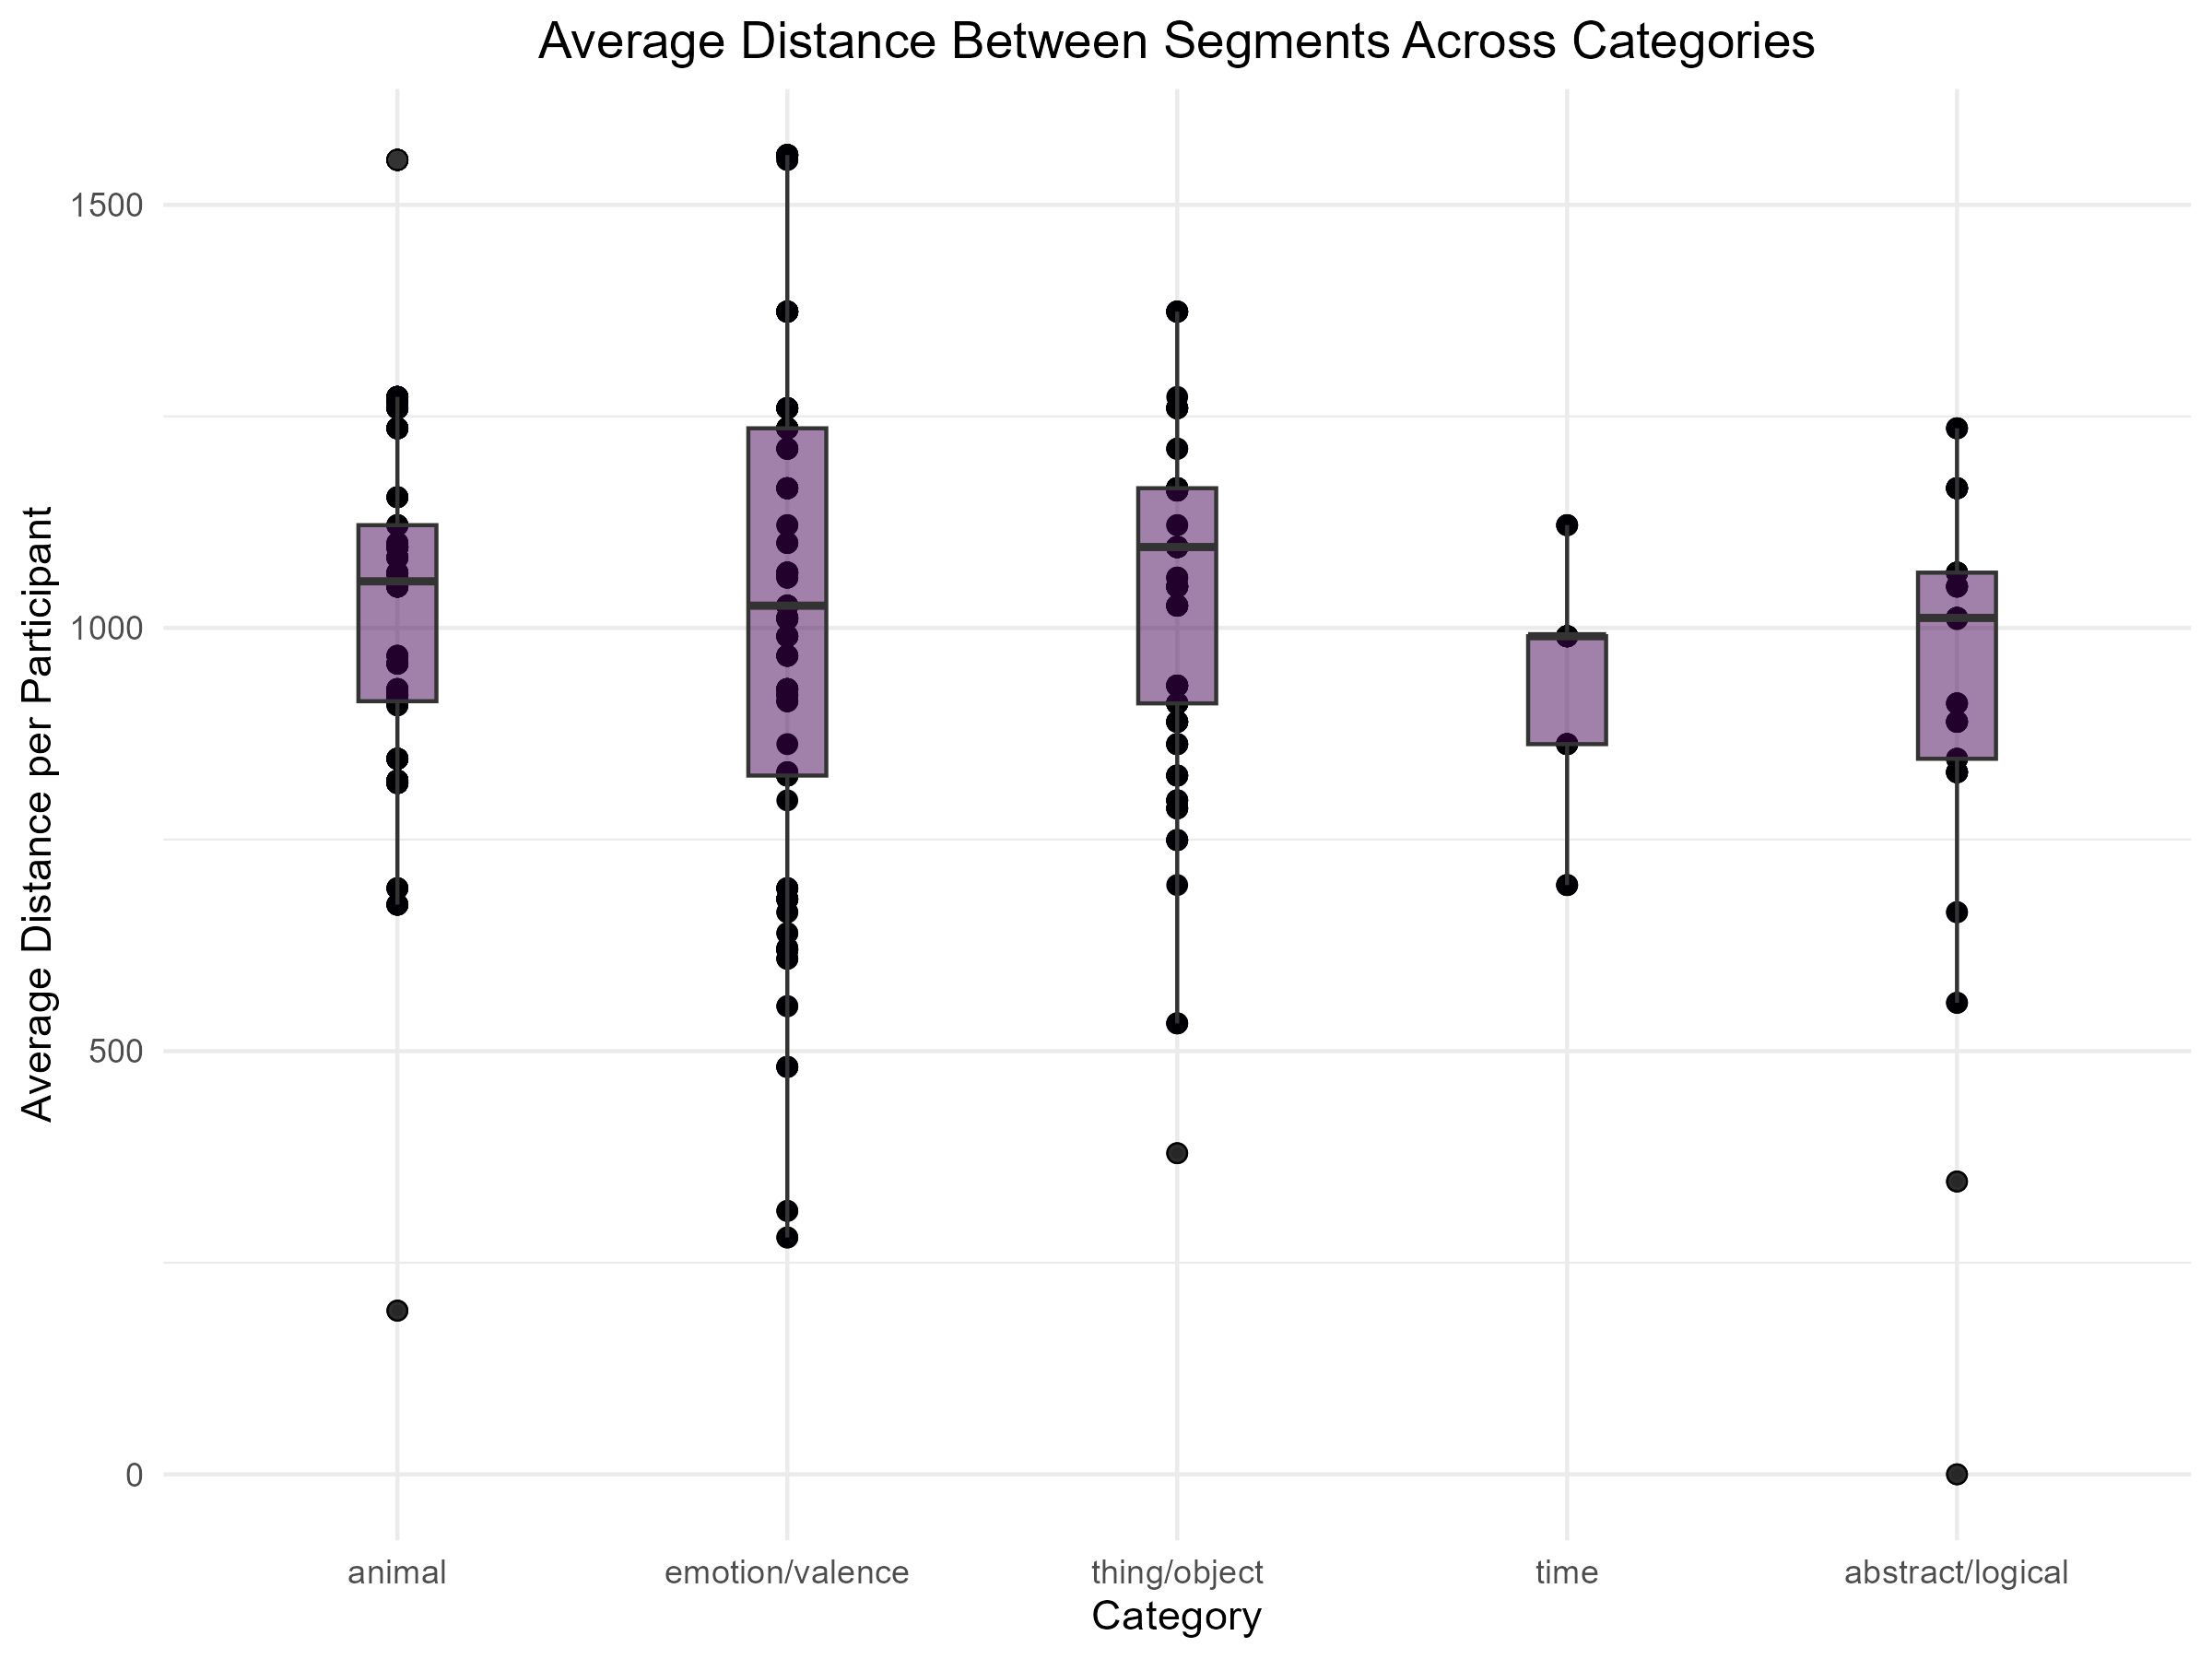 Average Distance Between Segments Across Categories
Average Distance per Participant
1500
1000
500
0
animal
emotion/valence
thing/object
time
abstract/logical
Category